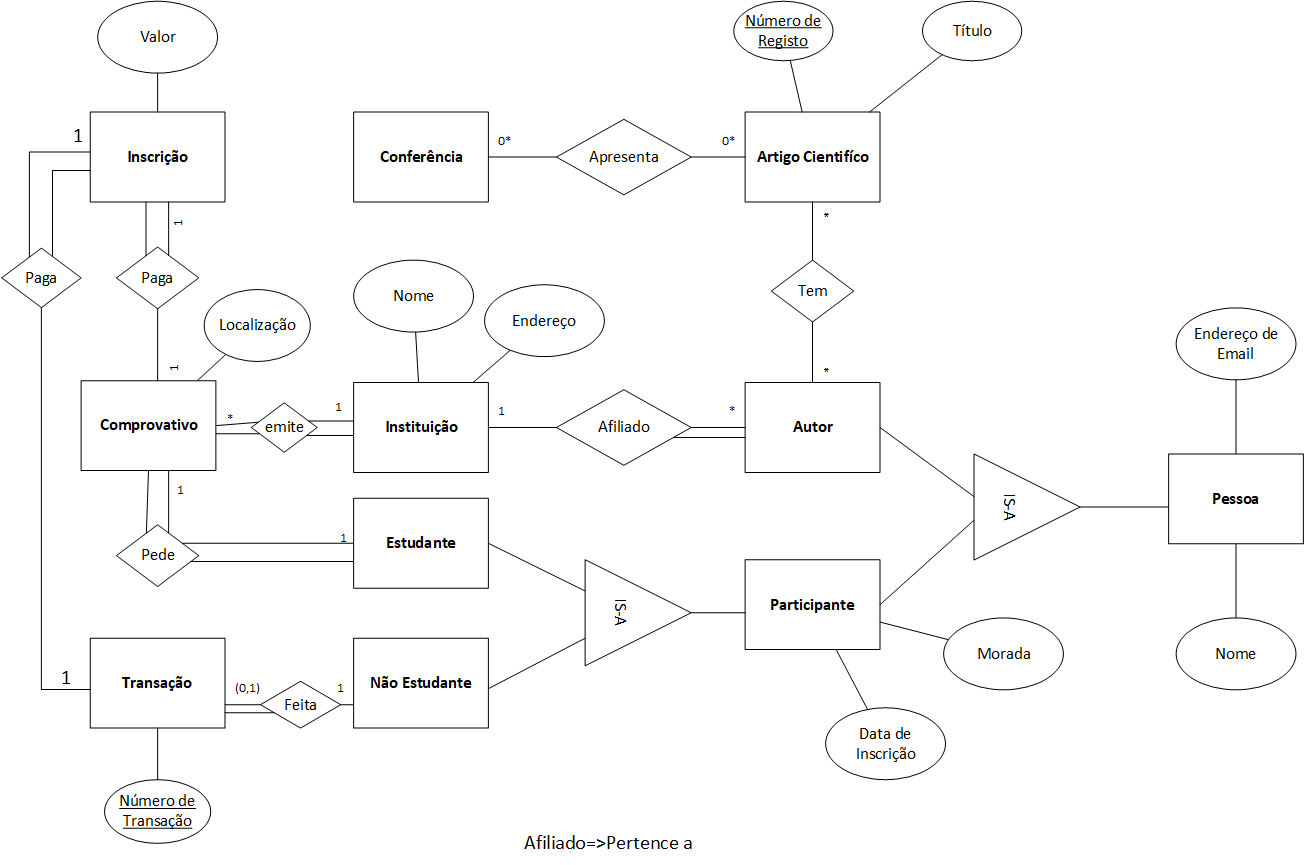 Valor
Número de
Registo
Título
1
Inscrição
Conferência
0*
Apresenta
0*
Artigo Cientifíco
1
*
Paga
Paga
Nome
Endereço
Tem
Localização
Endereço de
Email
1
*
Comprovativo
*
emite
1
Instituição
1
Afiliado
*
Autor
1
Pede
1
Estudante
IS-A
Pessoa
IS-A
Participante
Morada
Nome
1
Transação
(0,1)
Feita
1
Não Estudante
Data de
Inscrição
Número de
Transação
Afiliado=>Pertence a